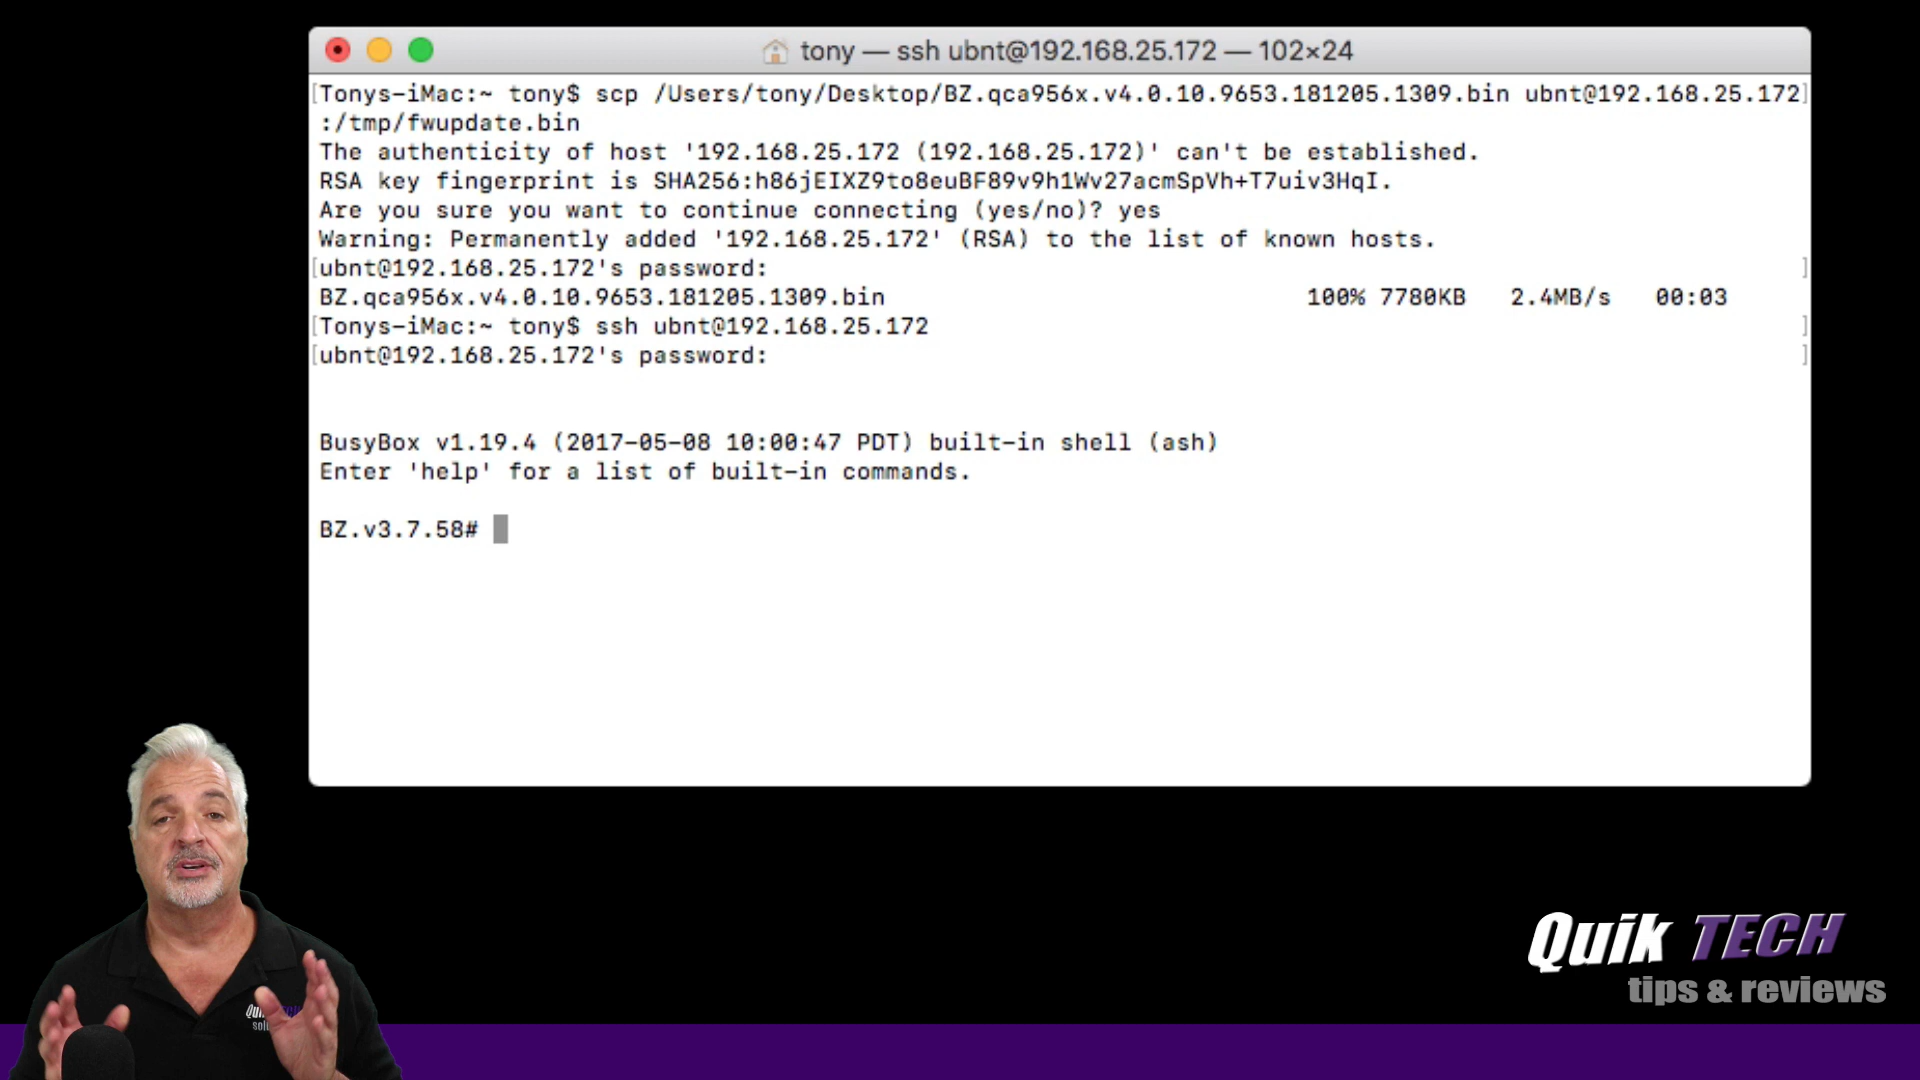 tony — ssh ubnt@192.168.25.172 — 102×24
[Tonys-iMac:~ tony$ scp /Users/tony/Desktop/BZ.qca956x.v4.0.10.9653.181205.1309.bin ubnt@192.168.25.172]
:/tmp/fwupdate.bin
The authenticity of host '192.168.25.172 (192.168.25.172)' can't be established.
RSA key fingerprint is SHA256:h86jEIXZ9to8euBF89v9h1Wv27acmSpVh+T7uiv3HqI.
Are you sure you want to continue connecting (yes/no)? yes
Warning: Permanently added '192.168.25.172' (RSA) to the list of known hosts.
[ubnt@192.168.25.172's password: ]
BZ.qca956x.v4.0.10.9653.181205.1309.bin 100% 7780KB 2.4MB/s 00:03
[Tonys-iMac:~ tony$ ssh ubnt@192.168.25.172 ]
[ubnt@192.168.25.172's password: ]
BusyBox v1.19.4 (2017-05-08 10:00:47 PDT) built-in shell (ash)
Enter 'help' for a list of built-in commands.
BZ.v3.7.58#
Quik TECH
tips & reviews